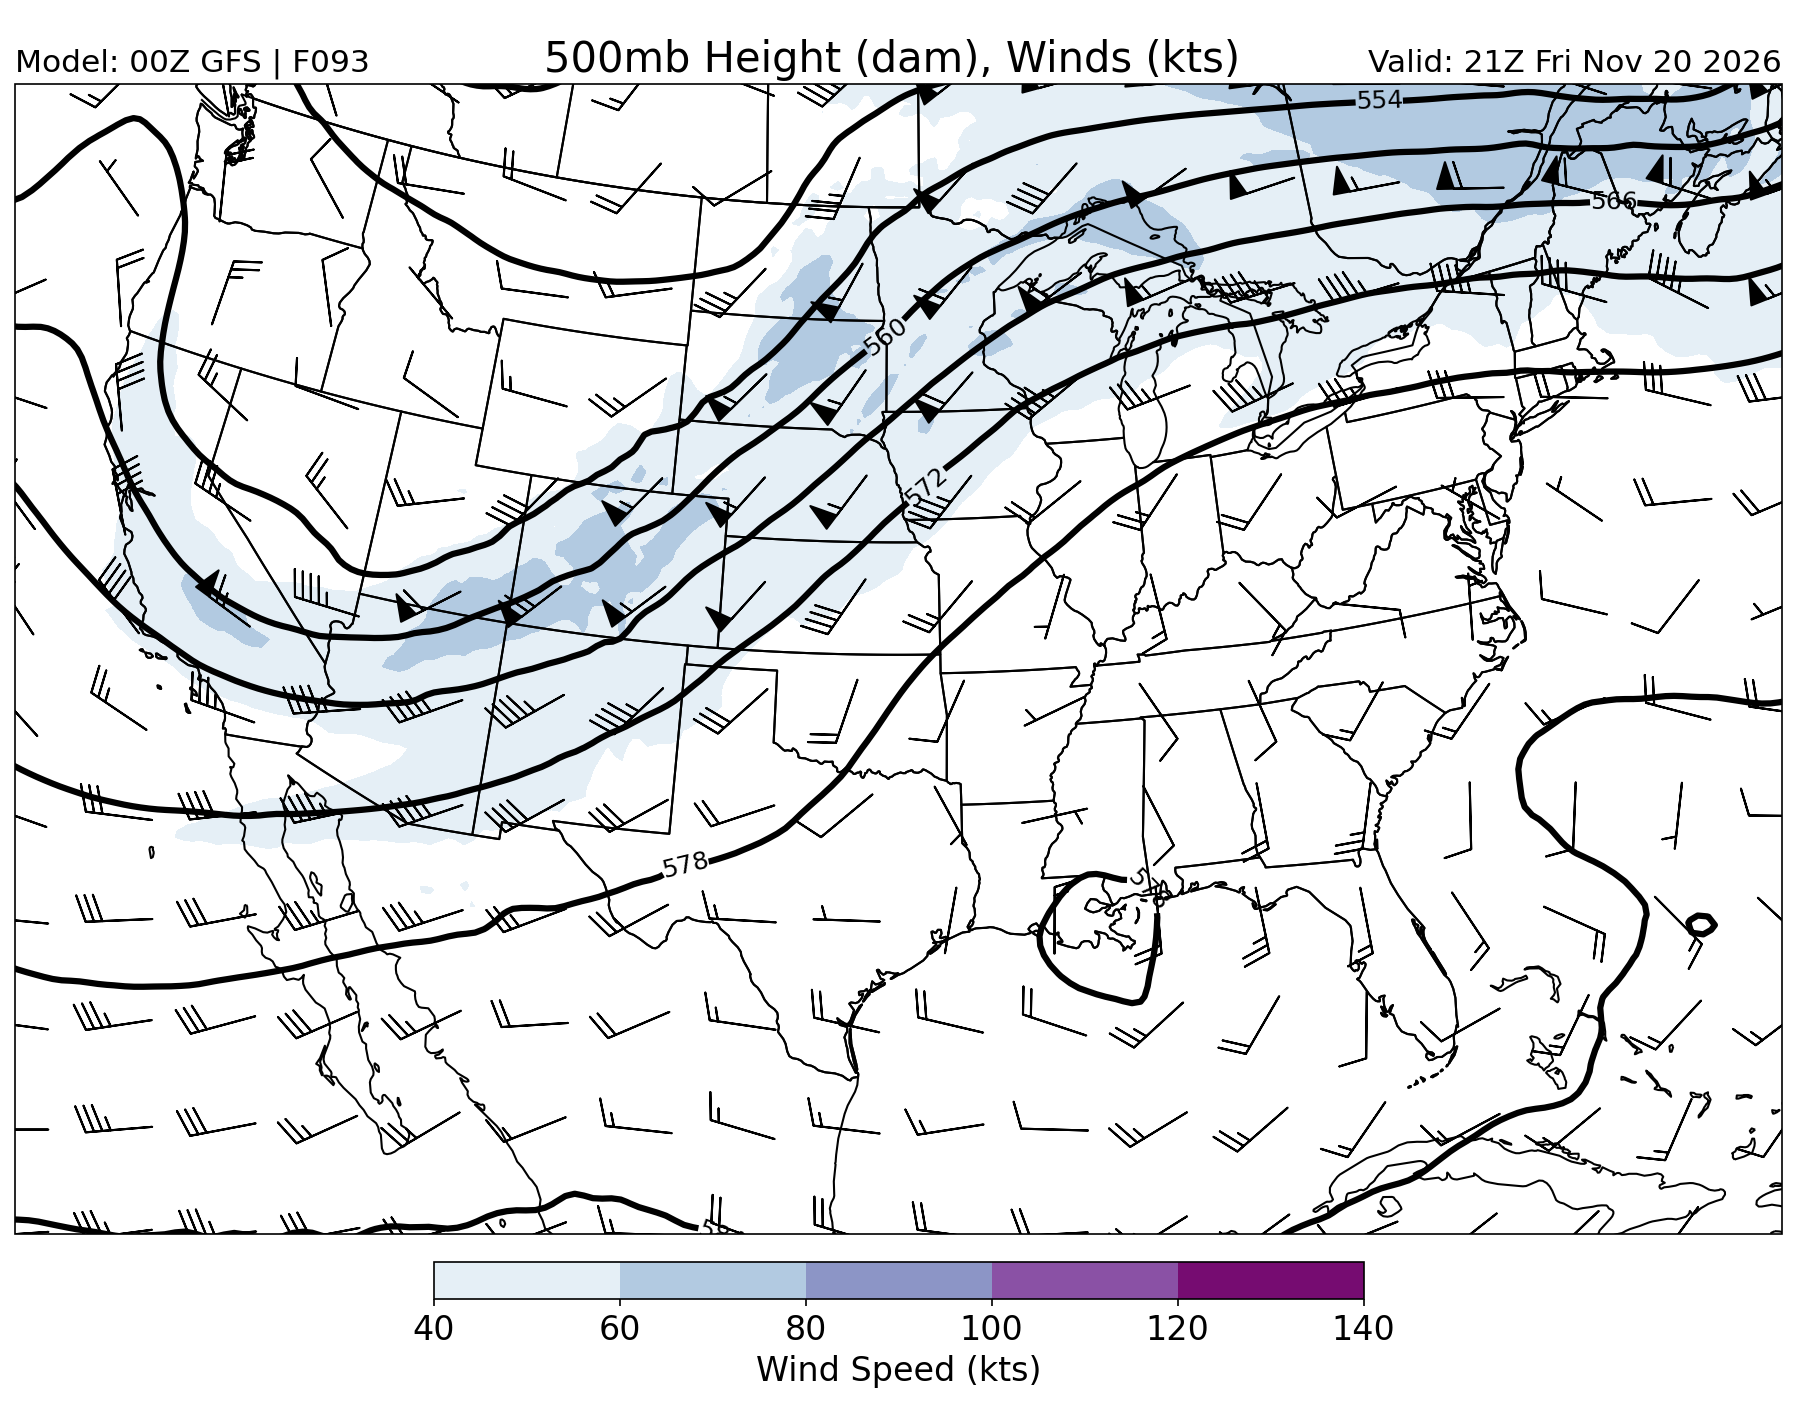 Model: 00Z GFS | F093
500mb Height (dam), Winds (kts)
Valid: 21Z Fri Nov 20 2026
554
566
560
572
578
578
40 60 80 100 120 140
Wind Speed (kts)